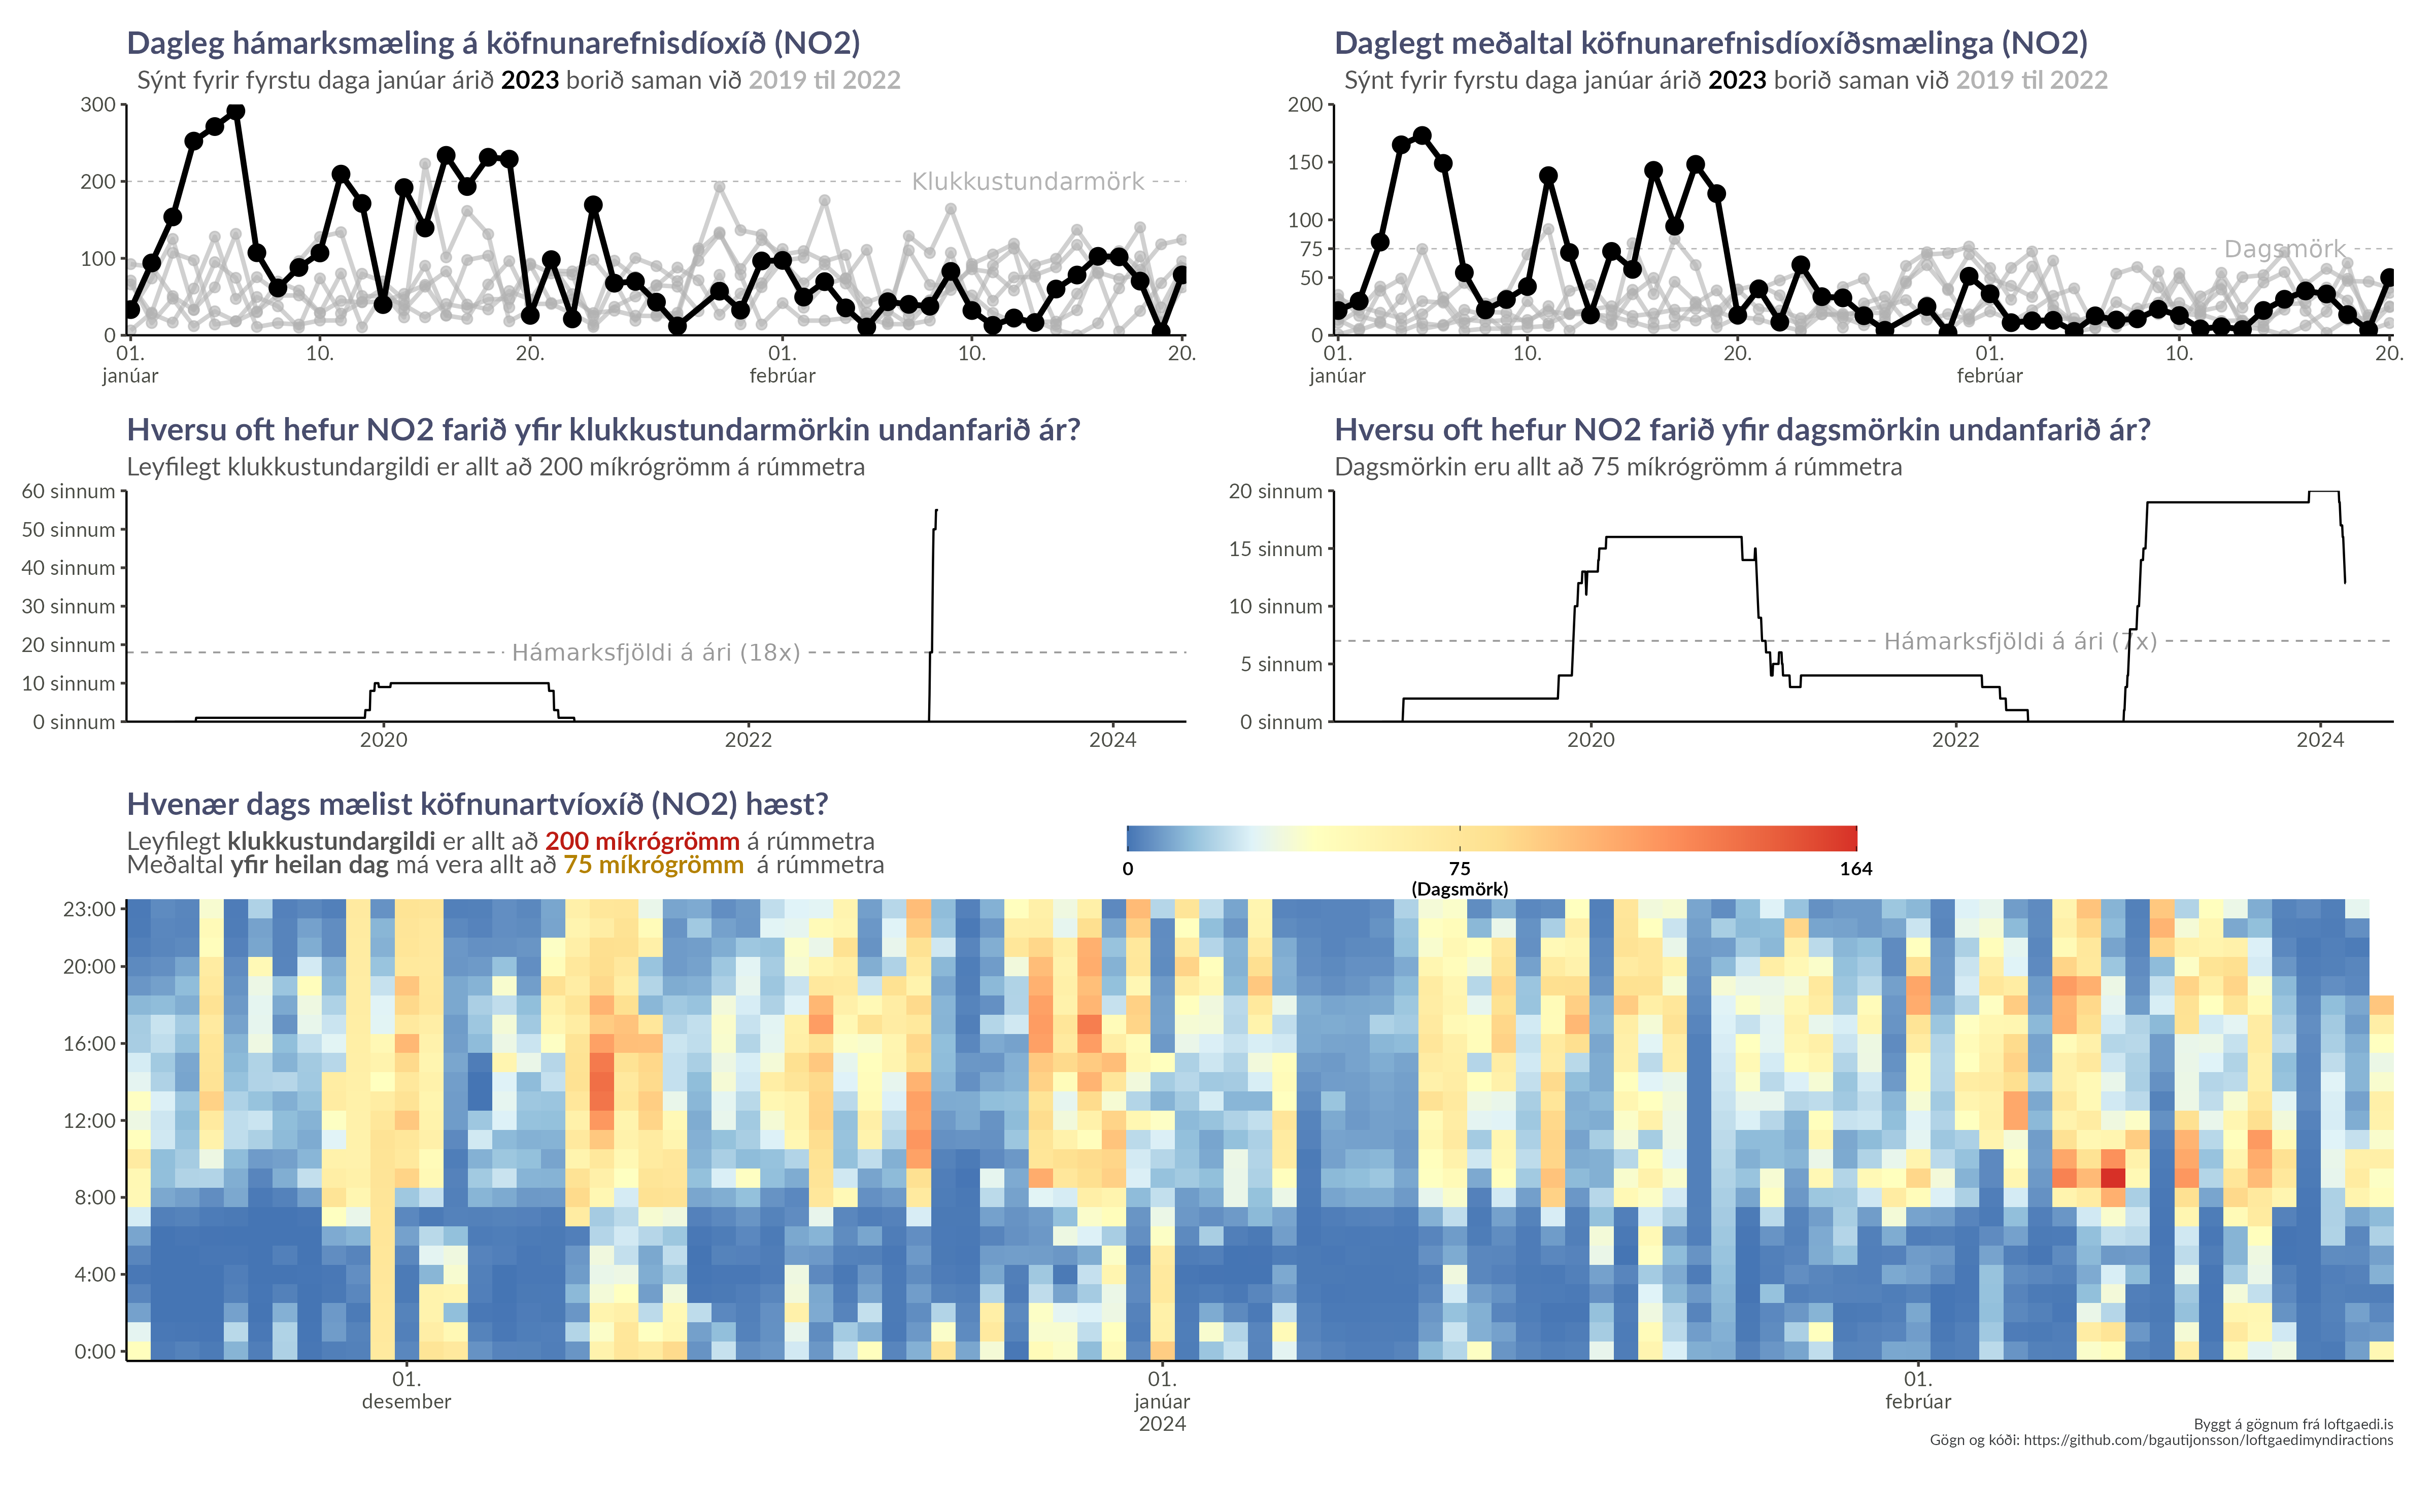 Dagleg hámarksmæling á köfnunarefnisdíoxíð (NO2)
Sýnt fyrir fyrstu daga janúar árið 2023 borið saman við 2019 til 2022
300
200
100
0
Klukkustundarmörk
01.
janúar
10.
20.
01.
febrúar
10.
20.
Daglegt meðaltal köfnunarefnisdíoxíðsmælinga (NO2)
Sýnt fyrir fyrstu daga janúar árið 2023 borið saman við 2019 til 2022
200
150
100
75
50
0
Dagsmörk
01.
janúar
10.
20.
01.
febrúar
10.
20.
Hversu oft hefur NO2 farið yfir klukkustundarmörkin undanfarið ár?
Leyfilegt klukkustundargildi er allt að 200 míkrógrömm á rúmmetra
60 sinnum
50 sinnum
40 sinnum
30 sinnum
20 sinnum
10 sinnum
0 sinnum
Hámarksfjöldi á ári (18x)
2020
2022
2024
Hversu oft hefur NO2 farið yfir dagsmörkin undanfarið ár?
Dagsmörkin eru allt að 75 míkrógrömm á rúmmetra
20 sinnum
15 sinnum
10 sinnum
5 sinnum
0 sinnum
Hámarksfjöldi á ári (7x)
2020
2022
2024
Hvenær dags mælist köfnunartvíoxíð (NO2) hæst?
Leyfilegt klukkustundargildi er allt að 200 míkrógrömm á rúmmetra
Meðaltal yfir heilan dag má vera allt að 75 míkrógrömm á rúmmetra
0
75
(Dagsmörk)
164
23:00
20:00
16:00
12:00
8:00
4:00
0:00
01.
desember
01.
janúar
2024
01.
febrúar
Byggt á gögnum frá loftgaedi.is
Gögn og kóði: https://github.com/bgautijonsson/loftgaedimyndiractions